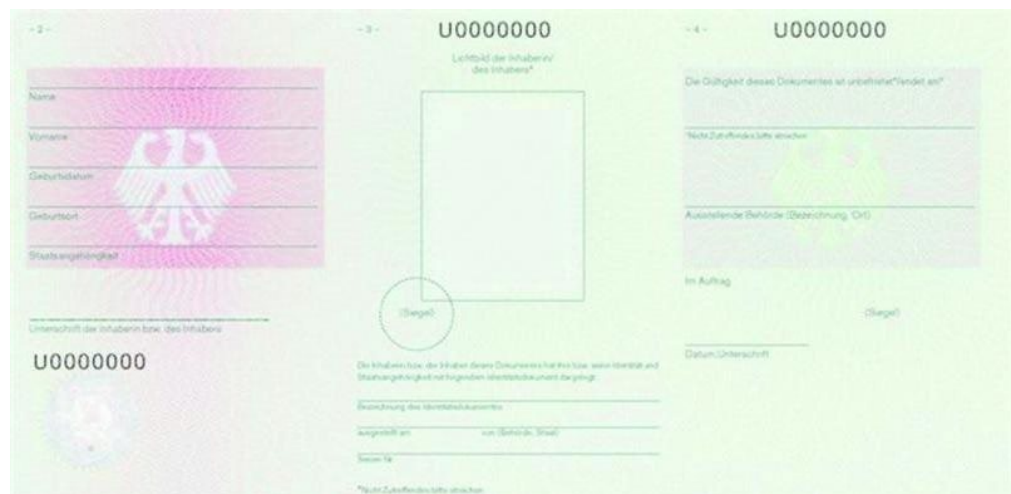 - 2 -
Name
Vorname
Geburtsdatum
Geburtsort
Staatsangehörigkeit
Unterschrift der Inhaberin bzw. des Inhabers
U0000000
- 3 -
U0000000
Lichtbild der Inhaberin/
des Inhabers*
(Siegel)
Die Inhaberin bzw. der Inhaber dieses Dokumentes hat ihre bzw. seine Identität und
Staatsangehörigkeit mit folgendem Identitätsdokument dargelegt:
Bezeichnung des Identitätsdokumentes
ausgestellt am
von (Behörde, Staat)
Serien-Nr.
*Nicht Zutreffendes bitte streichen
- 4 -
U0000000
Die Gültigkeit dieses Dokumentes ist unbefristet*/endet am*
*Nicht Zutreffendes bitte streichen
Ausstellende Behörde (Bezeichnung, Ort)
Im Auftrag
(Siegel)
Datum, Unterschrift